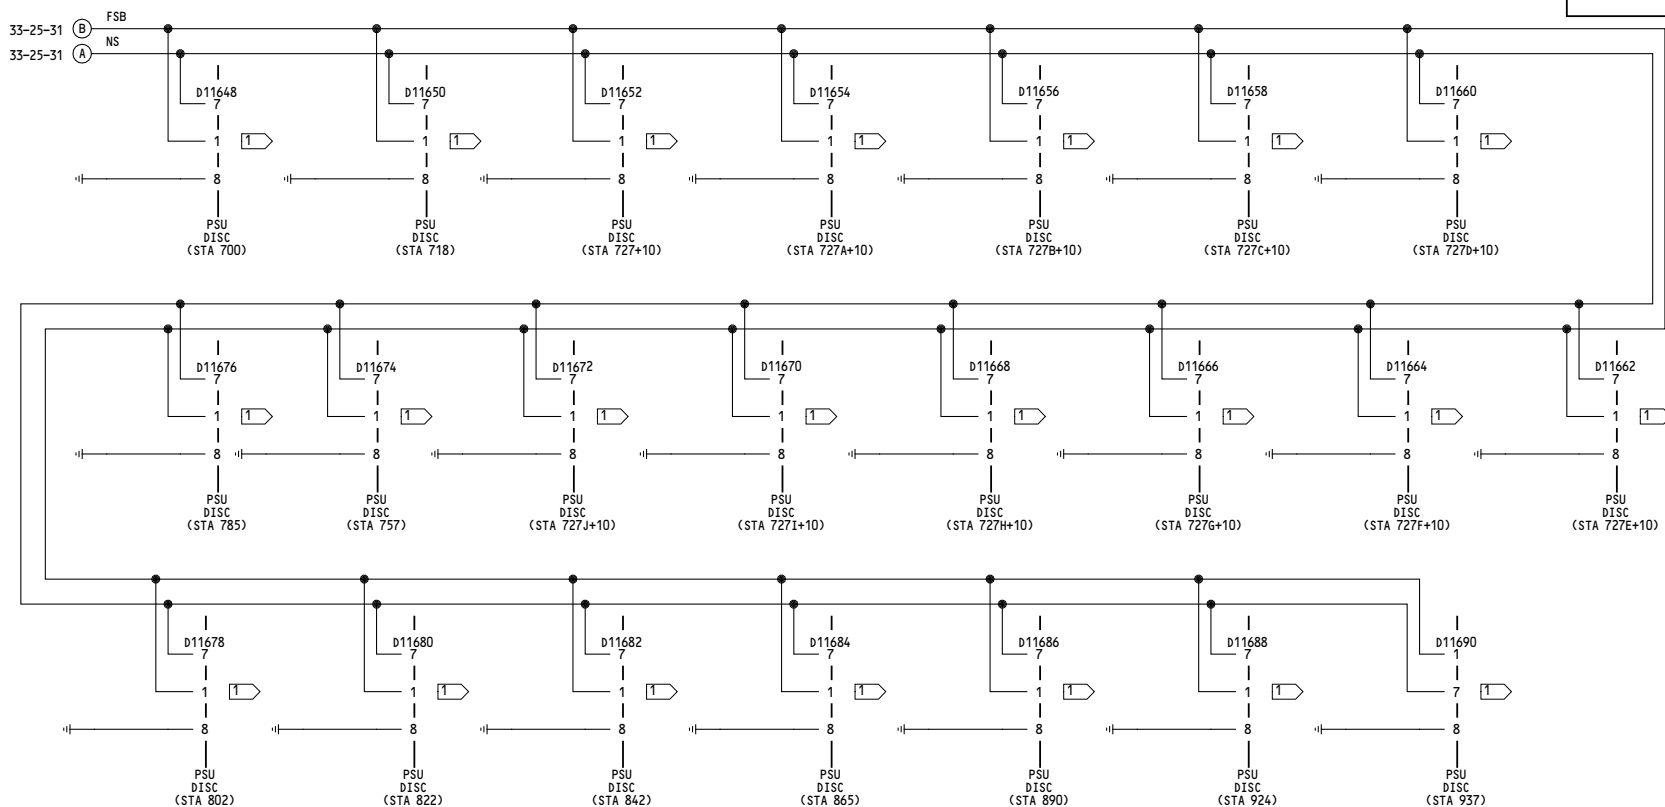 FSB
33-25-31 B
NS
33-25-31 A
D11648 D11650 D11652 D11654 D11656 D11658 D11660
7 7 7 7 7 7 7
1 1 1 1 1 1 1 1 1 1 1 1 1 1
8 8 8 8 8 8 8
PSU PSU PSU PSU PSU PSU PSU
DISC DISC DISC DISC DISC DISC DISC
(STA 700) (STA 718) (STA 727+10) (STA 727A+10) (STA 727B+10) (STA 727C+10) (STA 727D+10)
D11676 D11674 D11672 D11670 D11668 D11666 D11664 D11662
7 7 7 7 7 7 7 7
1 1 1 1 1 1 1 1 1 1 1 1 1 1 1 1
8 8 8 8 8 8 8 8
PSU PSU PSU PSU PSU PSU PSU PSU
DISC DISC DISC DISC DISC DISC DISC DISC
(STA 785) (STA 757) (STA 727J+10) (STA 727I+10) (STA 727H+10) (STA 727G+10) (STA 727F+10) (STA 727E+10)
D11678 D11680 D11682 D11684 D11686 D11688 D11690
7 7 7 7 7 7 1
1 1 1 1 1 1 1 1 1 1 1 1 7 1
8 8 8 8 8 8 8
PSU PSU PSU PSU PSU PSU PSU
DISC DISC DISC DISC DISC DISC DISC
(STA 802) (STA 822) (STA 842) (STA 865) (STA 890) (STA 924) (STA 937)